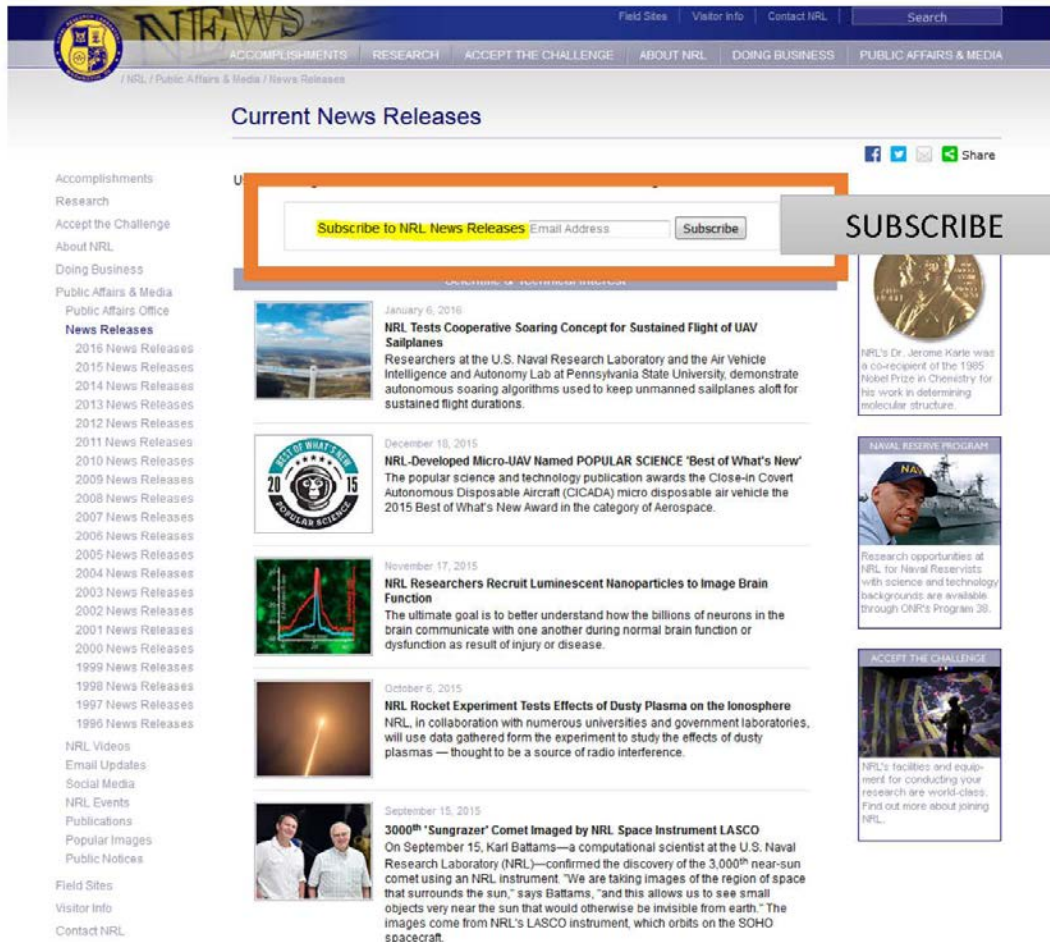 NEWS
Field Sites | Visitor Info | Contact NRL
Search
ACCOMPLISHMENTS | RESEARCH | ACCEPT THE CHALLENGE | ABOUT NRL | DOING BUSINESS | PUBLIC AFFAIRS & MEDIA
/ NRL / Public Affairs & Media / News Releases
Current News Releases
Share
Accomplishments
Research
Accept the Challenge
About NRL
Doing Business
Public Affairs & Media
Public Affairs Office
News Releases
2016 News Releases
2015 News Releases
2014 News Releases
2013 News Releases
2012 News Releases
2011 News Releases
2010 News Releases
2009 News Releases
2008 News Releases
2007 News Releases
2006 News Releases
2005 News Releases
2004 News Releases
2003 News Releases
2002 News Releases
2001 News Releases
2000 News Releases
1999 News Releases
1998 News Releases
1997 News Releases
1996 News Releases
NRL Videos
Email Updates
Social Media
NRL Events
Publications
Popular Images
Public Notices
Field Sites
Visitor Info
Contact NRL
Subscribe to NRL News Releases Email Address Subscribe
SUBSCRIBE
Scientific & Technical Interest
January 6, 2016
NRL Tests Cooperative Soaring Concept for Sustained Flight of UAV
Sailplanes
Researchers at the U.S. Naval Research Laboratory and the Air Vehicle
Intelligence and Autonomy Lab at Pennsylvania State University, demonstrate
autonomous soaring algorithms used to keep unmanned sailplanes aloft for
sustained flight durations.
BEST OF WHAT'S NEW
20 15
POPULAR SCIENCE
December 18, 2015
NRL-Developed Micro-UAV Named POPULAR SCIENCE 'Best of What's New'
The popular science and technology publication awards the Close-in Covert
Autonomous Disposable Aircraft (CICADA) micro disposable air vehicle the
2015 Best of What's New Award in the category of Aerospace.
November 17, 2015
NRL Researchers Recruit Luminescent Nanoparticles to Image Brain
Function
The ultimate goal is to better understand how the billions of neurons in the
brain communicate with one another during normal brain function or
dysfunction as result of injury or disease.
October 6, 2015
NRL Rocket Experiment Tests Effects of Dusty Plasma on the Ionosphere
NRL, in collaboration with numerous universities and government laboratories,
will use data gathered form the experiment to study the effects of dusty
plasmas — thought to be a source of radio interference.
September 15, 2015
3000th 'Sungrazer' Comet Imaged by NRL Space Instrument LASCO
On September 15, Karl Battams—a computational scientist at the U.S. Naval
Research Laboratory (NRL)—confirmed the discovery of the 3,000th near-sun
comet using an NRL instrument. "We are taking images of the region of space
that surrounds the sun," says Battams, "and this allows us to see small
objects very near the sun that would otherwise be invisible from earth." The
images come from NRL's LASCO instrument, which orbits on the SOHO
spacecraft.
NRL's Dr. Jerome Karle was
a co-recipient of the 1985
Nobel Prize in Chemistry for
his work in determining
molecular structure.
NAVAL RESERVE PROGRAM
NAV
Research opportunities at
NRL for Naval Reservists
with science and technology
backgrounds are available
through ONR's Program 38.
ACCEPT THE CHALLENGE
NRL's facilities and equip-
ment for conducting your
research are world-class.
Find out more about joining
NRL.